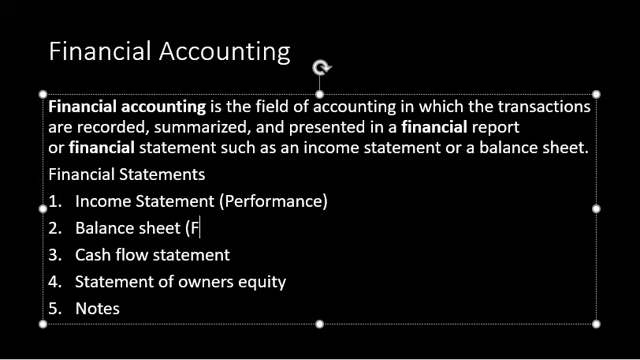 Financial Accounting
Financial accounting is the field of accounting in which the transactions
are recorded, summarized, and presented in a financial report
or financial statement such as an income statement or a balance sheet.
Financial Statements
1. Income Statement (Performance)
2. Balance sheet (F
3. Cash flow statement
4. Statement of owners equity
5. Notes